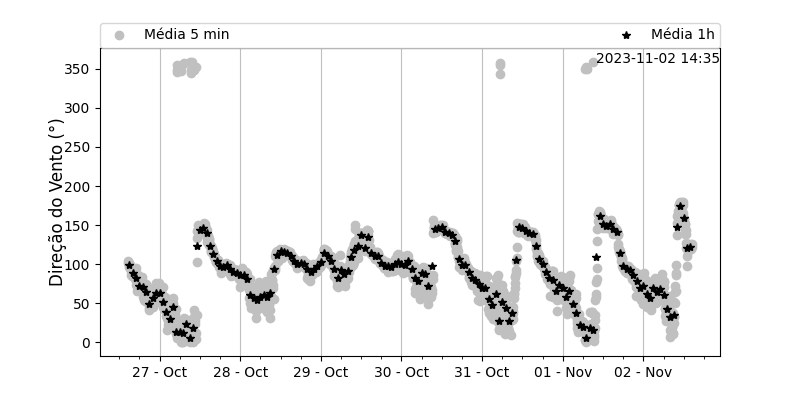 Média 5 min
Média 1h
2023-11-02 14:35
Direção do Vento (°)
350
300
250
200
150
100
50
0
27 - Oct
28 - Oct
29 - Oct
30 - Oct
31 - Oct
01 - Nov
02 - Nov